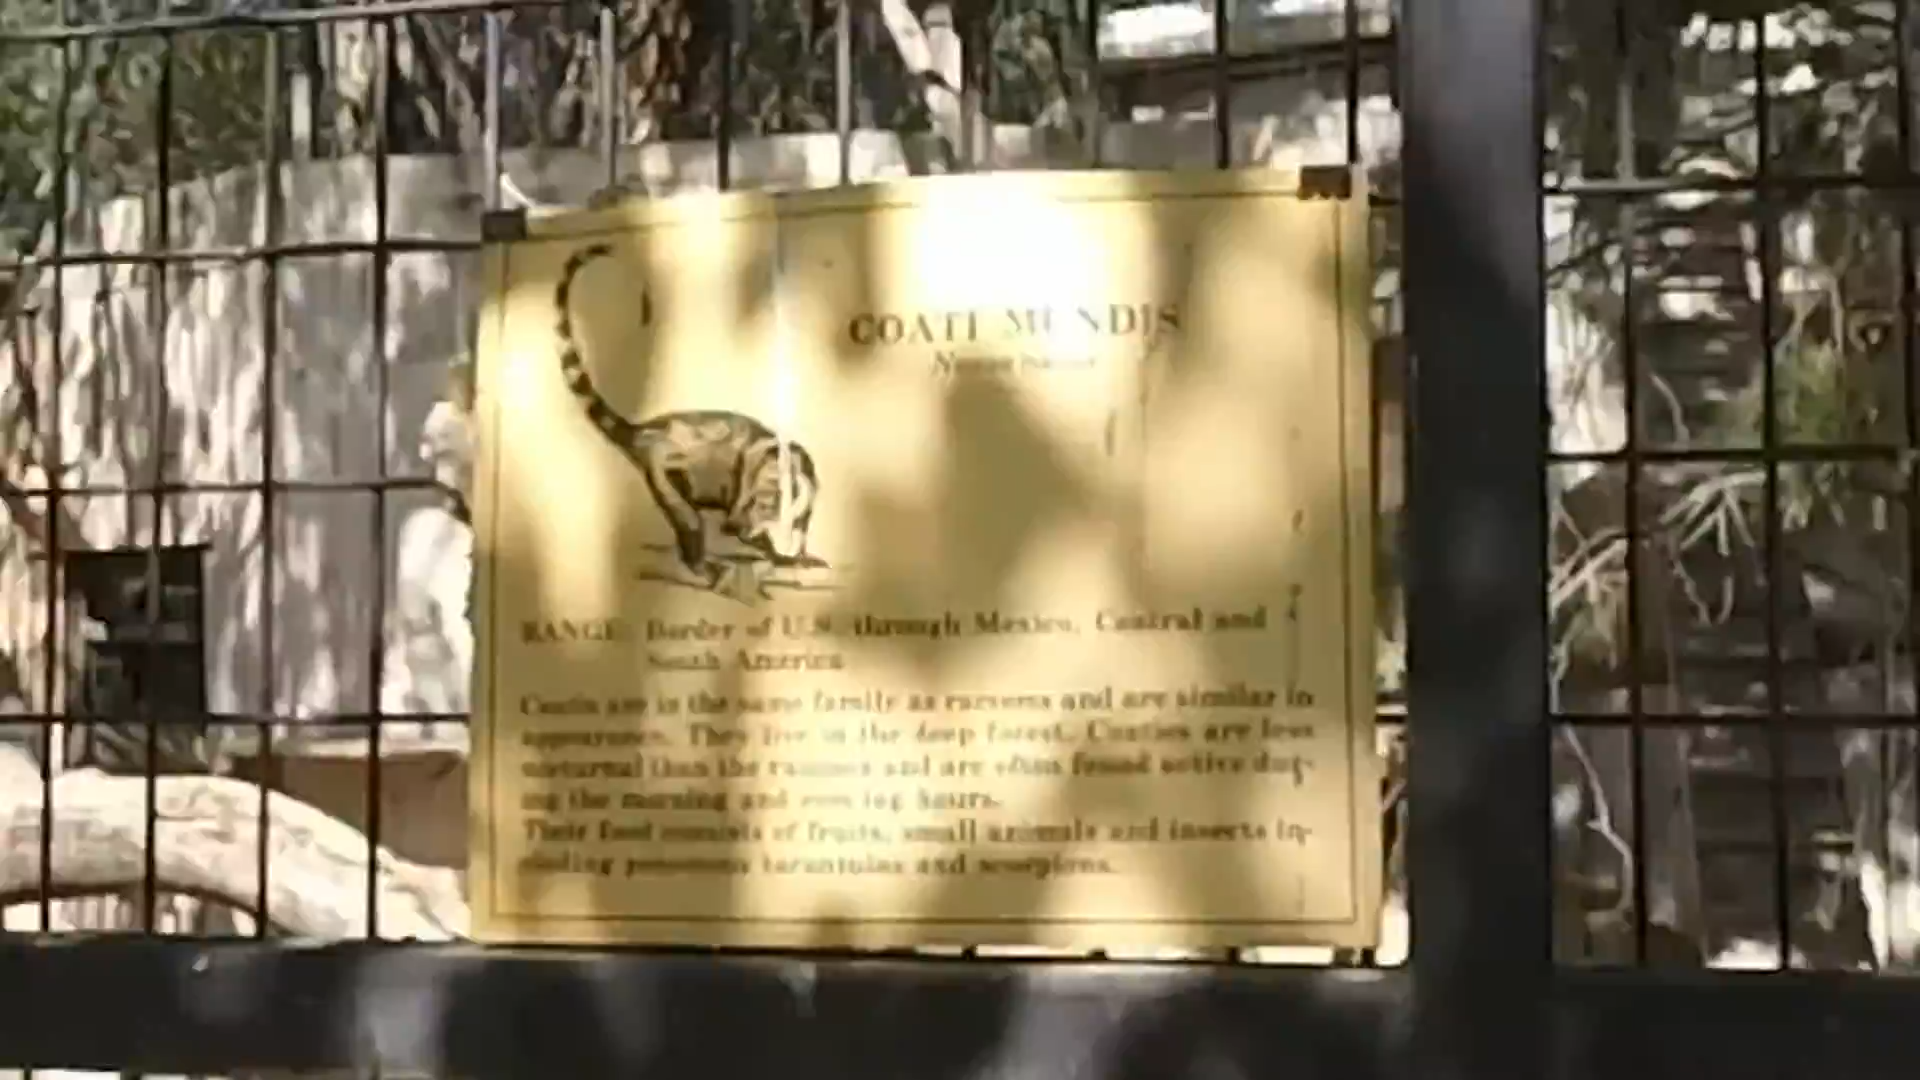 COATI MUNDIS
RANGE: Border of U.S. through Mexico, Central and
South America
Coatis are in the same family as racoons and are similar in
appearance. They live in the deep forest. Coaties are less
nocturnal than the racoons and are often found active dur-
ing the morning and evening hours.
Their food consists of fruits, small animals and insects in-
cluding poisonous tarantulas and scorpions.